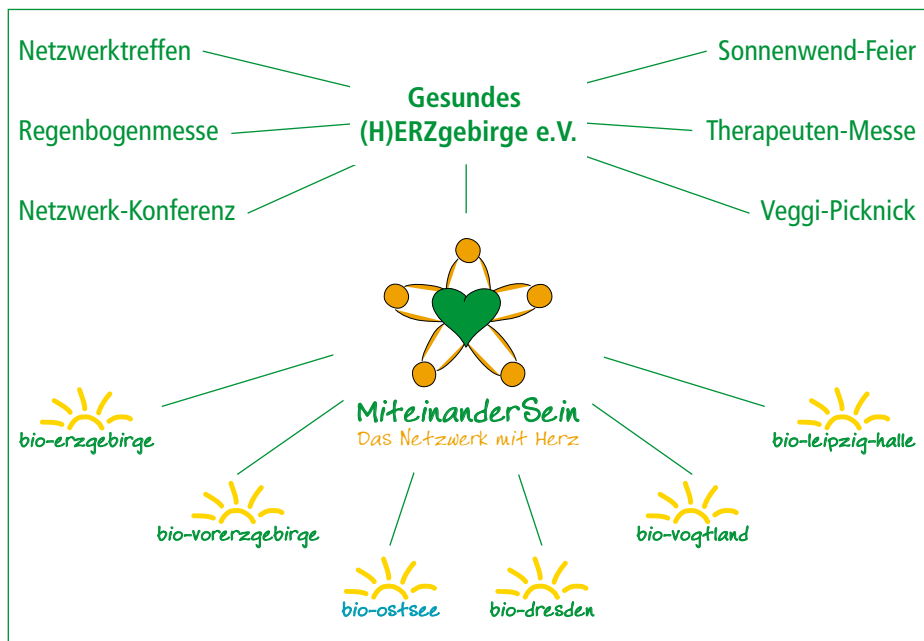 Netzwerktreffen
Sonnenwend-Feier
Gesundes
(H)ERZgebirge e.V.
Regenbogenmesse
Therapeuten-Messe
Netzwerk-Konferenz
Veggi-Picknick
MiteinanderSein
Das Netzwerk mit Herz
bio-erzgebirge
bio-leipzig-halle
bio-vorerzgebirge
bio-vogtland
bio-ostsee
bio-dresden